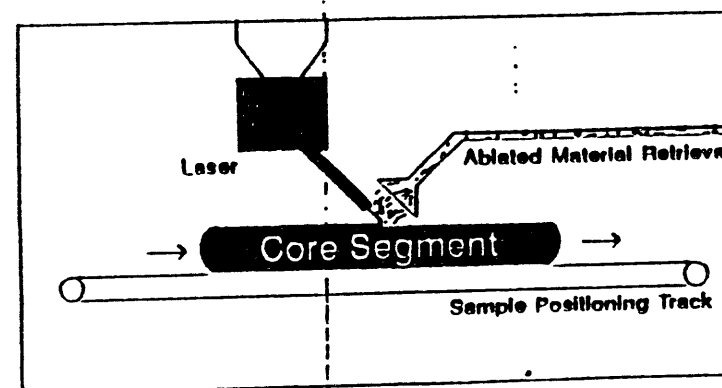 Laser
Ablated Material Retrieva
Core Segment
Sample Positioning Track